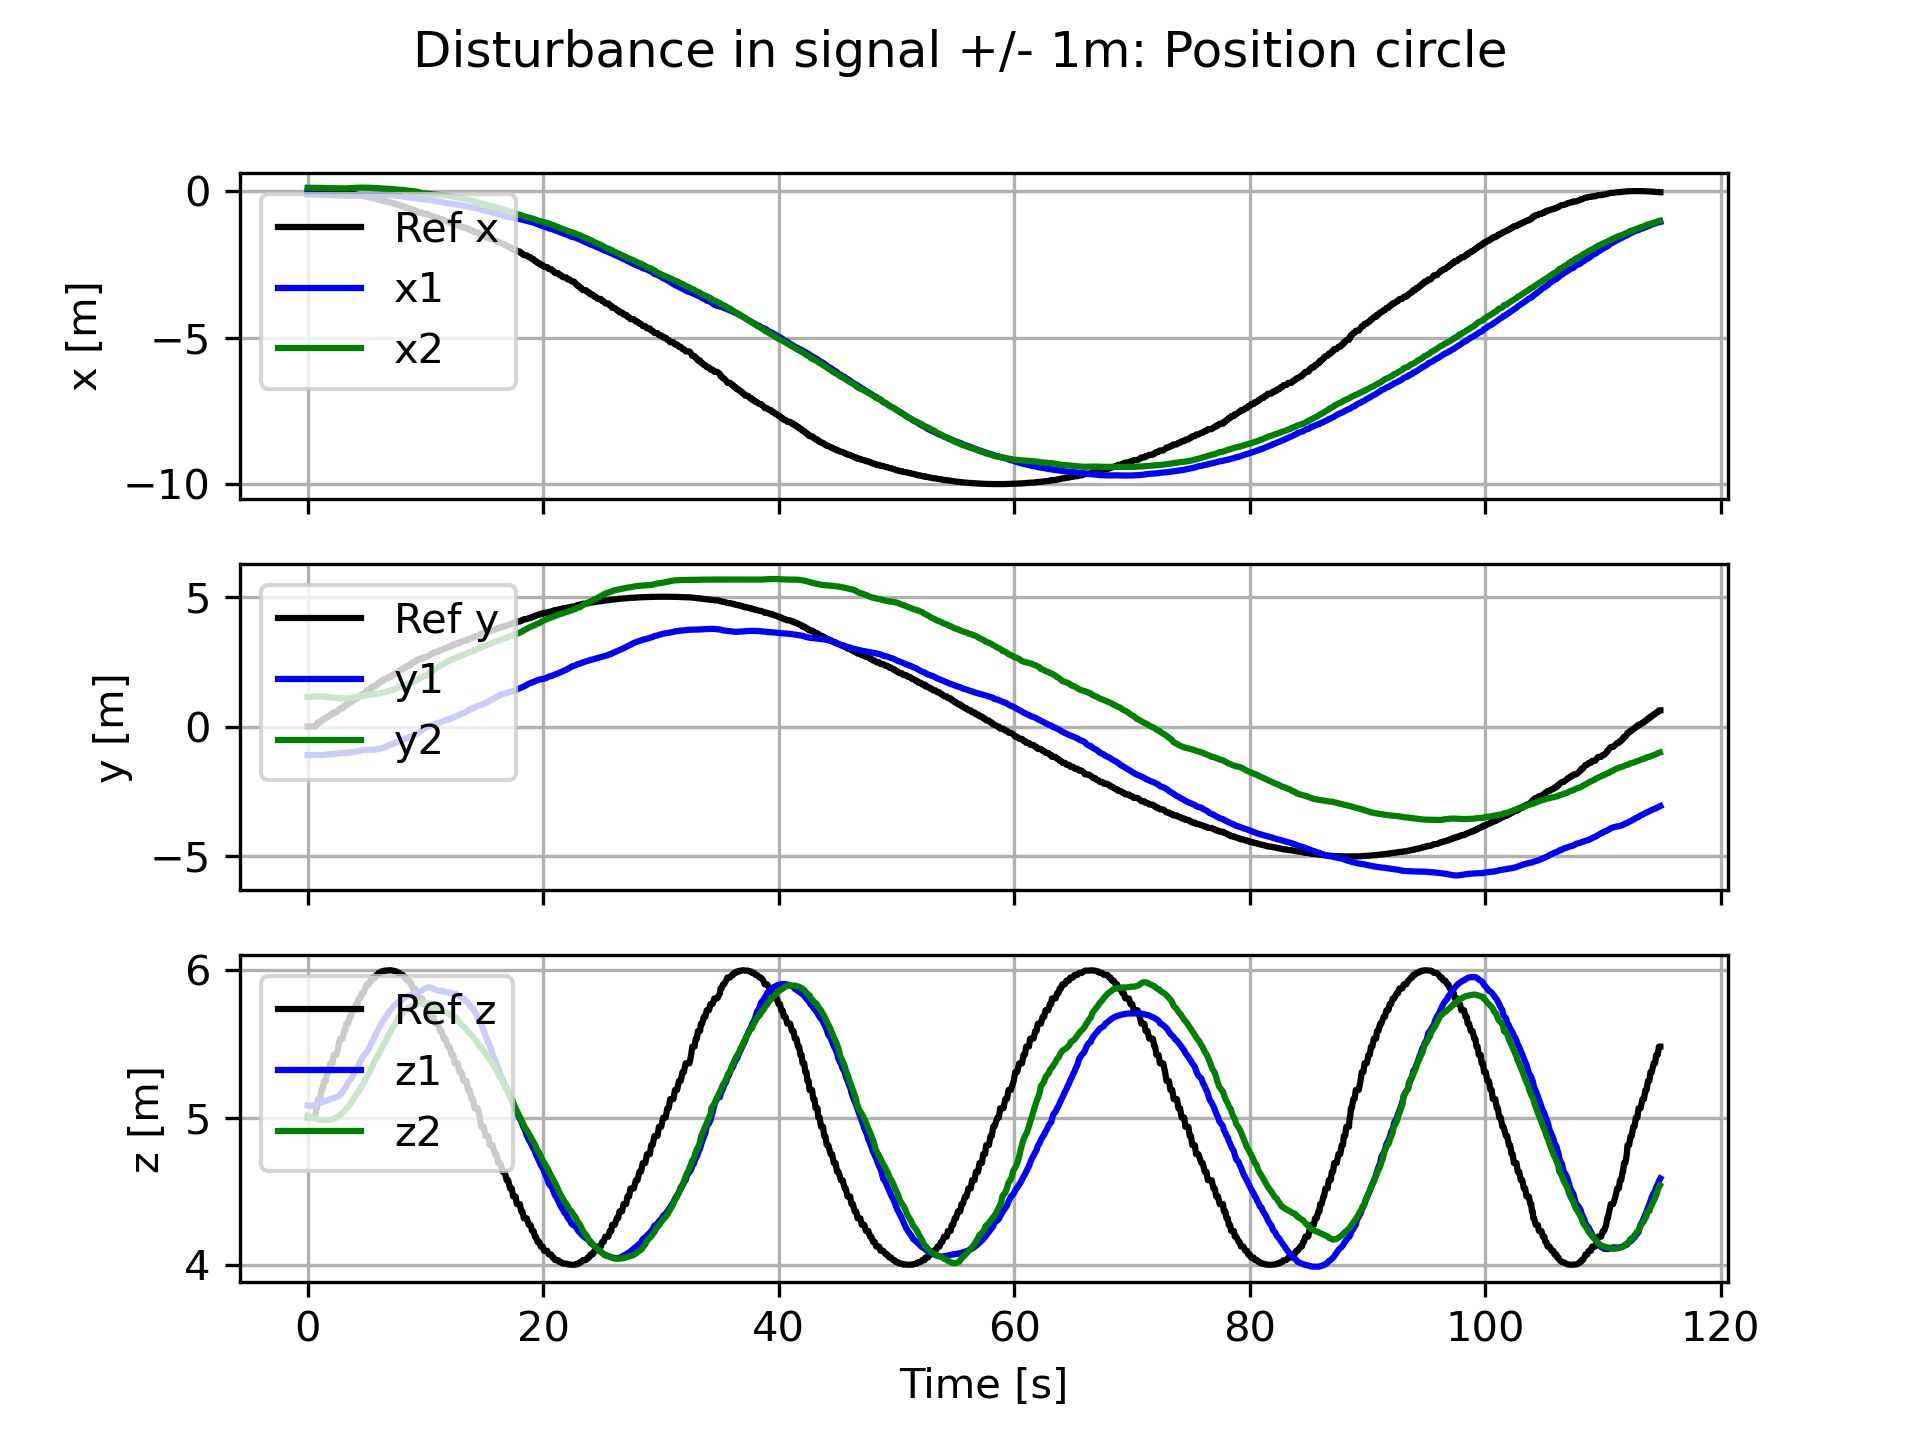 Disturbance in signal +/- 1m: Position circle
x [m]
0
−5
−10
Ref x
x1
x2
y [m]
5
0
−5
Ref y
y1
y2
z [m]
6
5
4
Ref z
z1
z2
0 20 40 60 80 100 120
Time [s]